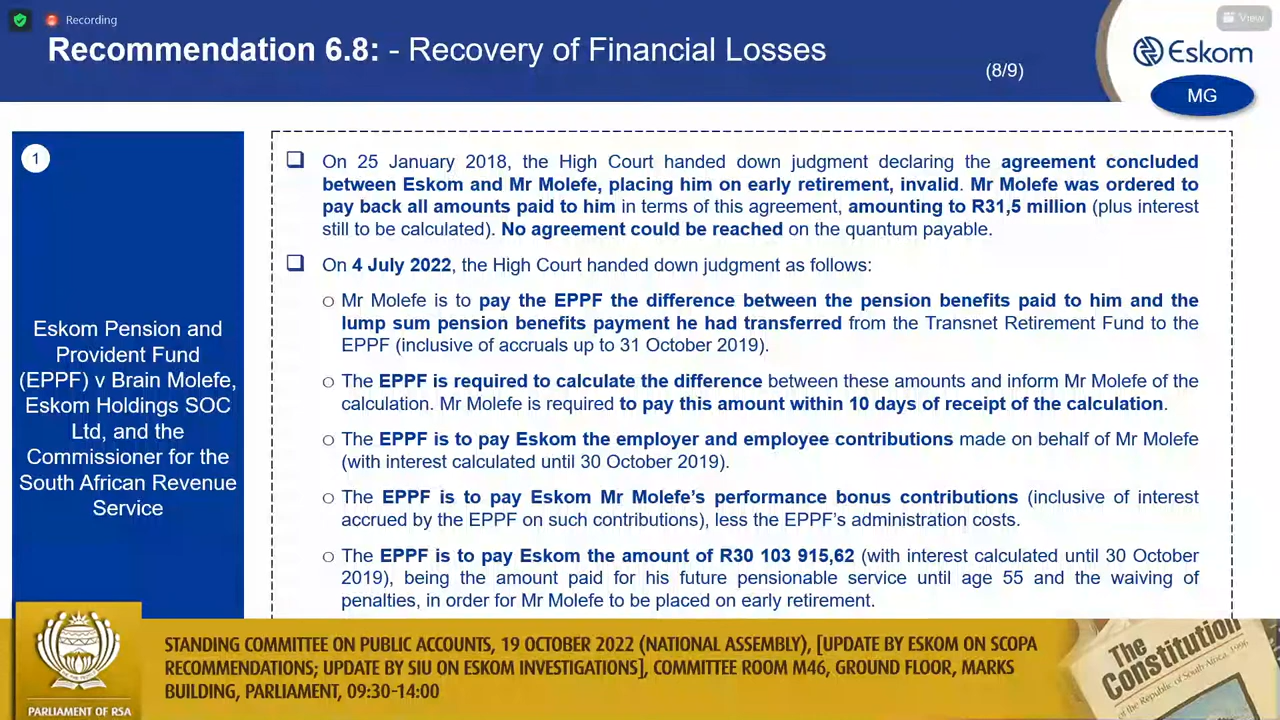 Recording
View
Recommendation 6.8: - Recovery of Financial Losses
(8/9)
Eskom
MG
1
Eskom Pension and
Provident Fund
(EPPF) v Brain Molefe,
Eskom Holdings SOC
Ltd, and the
Commissioner for the
South African Revenue
Service
On 25 January 2018, the High Court handed down judgment declaring the agreement concluded
between Eskom and Mr Molefe, placing him on early retirement, invalid. Mr Molefe was ordered to
pay back all amounts paid to him in terms of this agreement, amounting to R31,5 million (plus interest
still to be calculated). No agreement could be reached on the quantum payable.
On 4 July 2022, the High Court handed down judgment as follows:
Mr Molefe is to pay the EPPF the difference between the pension benefits paid to him and the
lump sum pension benefits payment he had transferred from the Transnet Retirement Fund to the
EPPF (inclusive of accruals up to 31 October 2019).
The EPPF is required to calculate the difference between these amounts and inform Mr Molefe of the
calculation. Mr Molefe is required to pay this amount within 10 days of receipt of the calculation.
The EPPF is to pay Eskom the employer and employee contributions made on behalf of Mr Molefe
(with interest calculated until 30 October 2019).
The EPPF is to pay Eskom Mr Molefe's performance bonus contributions (inclusive of interest
accrued by the EPPF on such contributions), less the EPPF's administration costs.
The EPPF is to pay Eskom the amount of R30 103 915,62 (with interest calculated until 30 October
2019), being the amount paid for his future pensionable service until age 55 and the waiving of
penalties, in order for Mr Molefe to be placed on early retirement.
STANDING COMMITTEE ON PUBLIC ACCOUNTS, 19 OCTOBER 2022 (NATIONAL ASSEMBLY), [UPDATE BY ESKOM ON SCOPA
RECOMMENDATIONS; UPDATE BY SIU ON ESKOM INVESTIGATIONS], COMMITTEE ROOM M46, GROUND FLOOR, MARKS
BUILDING, PARLIAMENT, 09:30-14:00
PARLIAMENT OF RSA
The
Constitution
of the Republic of South Africa, 1996